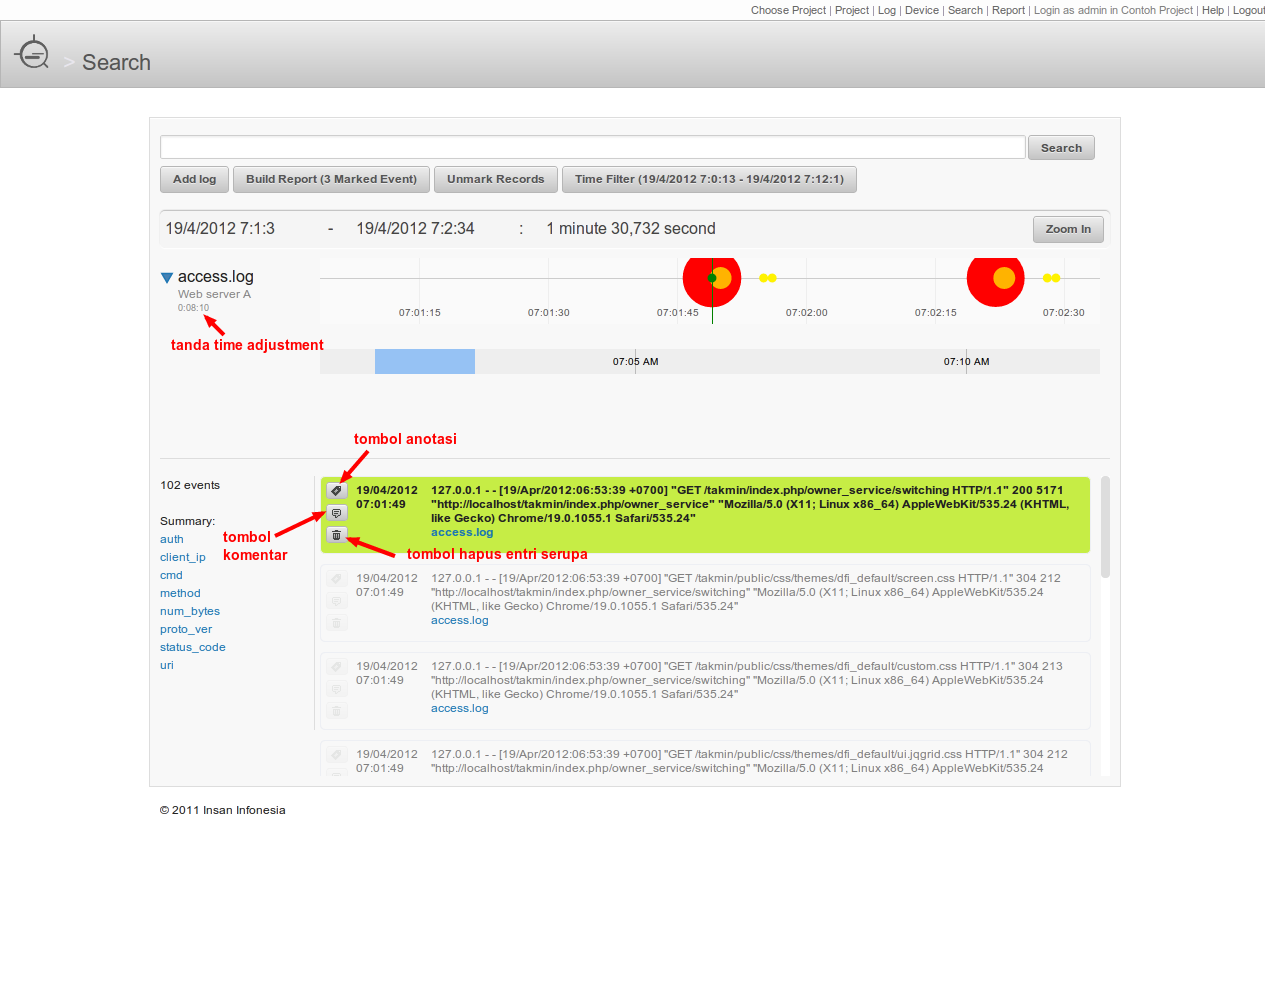 Choose Project | Project | Log | Device | Search | Report | Login as admin in Contoh Project | Help | Logout
> Search
Search
Add log
Build Report (3 Marked Event)
Unmark Records
Time Filter (19/4/2012 7:0:13 - 19/4/2012 7:12:1)
19/4/2012 7:1:3 - 19/4/2012 7:2:34 : 1 minute 30,732 second
Zoom In
access.log
Web server A
0:08:10
07:01:15 07:01:30 07:01:45 07:02:00 07:02:15 07:02:30
tanda time adjustment
07:05 AM 07:10 AM
tombol anotasi
102 events
Summary:
auth
client_ip
cmd
method
num_bytes
proto_ver
status_code
uri
tombol
komentar
19/04/2012
07:01:49
127.0.0.1 - - [19/Apr/2012:06:53:39 +0700] "GET /takmin/index.php/owner_service/switching HTTP/1.1" 200 5171
"http://localhost/takmin/index.php/owner_service" "Mozilla/5.0 (X11; Linux x86_64) AppleWebKit/535.24 (KHTML,
like Gecko) Chrome/19.0.1055.1 Safari/535.24"
access.log
tombol hapus entri serupa
19/04/2012
07:01:49
127.0.0.1 - - [19/Apr/2012:06:53:39 +0700] "GET /takmin/public/css/themes/dfi_default/screen.css HTTP/1.1" 304 212
"http://localhost/takmin/index.php/owner_service/switching" "Mozilla/5.0 (X11; Linux x86_64) AppleWebKit/535.24
(KHTML, like Gecko) Chrome/19.0.1055.1 Safari/535.24"
access.log
19/04/2012
07:01:49
127.0.0.1 - - [19/Apr/2012:06:53:39 +0700] "GET /takmin/public/css/themes/dfi_default/custom.css HTTP/1.1" 304 213
"http://localhost/takmin/index.php/owner_service/switching" "Mozilla/5.0 (X11; Linux x86_64) AppleWebKit/535.24
(KHTML, like Gecko) Chrome/19.0.1055.1 Safari/535.24"
access.log
19/04/2012
07:01:49
127.0.0.1 - - [19/Apr/2012:06:53:39 +0700] "GET /takmin/public/css/themes/dfi_default/ui.jqgrid.css HTTP/1.1" 304 212
"http://localhost/takmin/index.php/owner_service/switching" "Mozilla/5.0 (X11; Linux x86_64) AppleWebKit/535.24
© 2011 Insan Infonesia